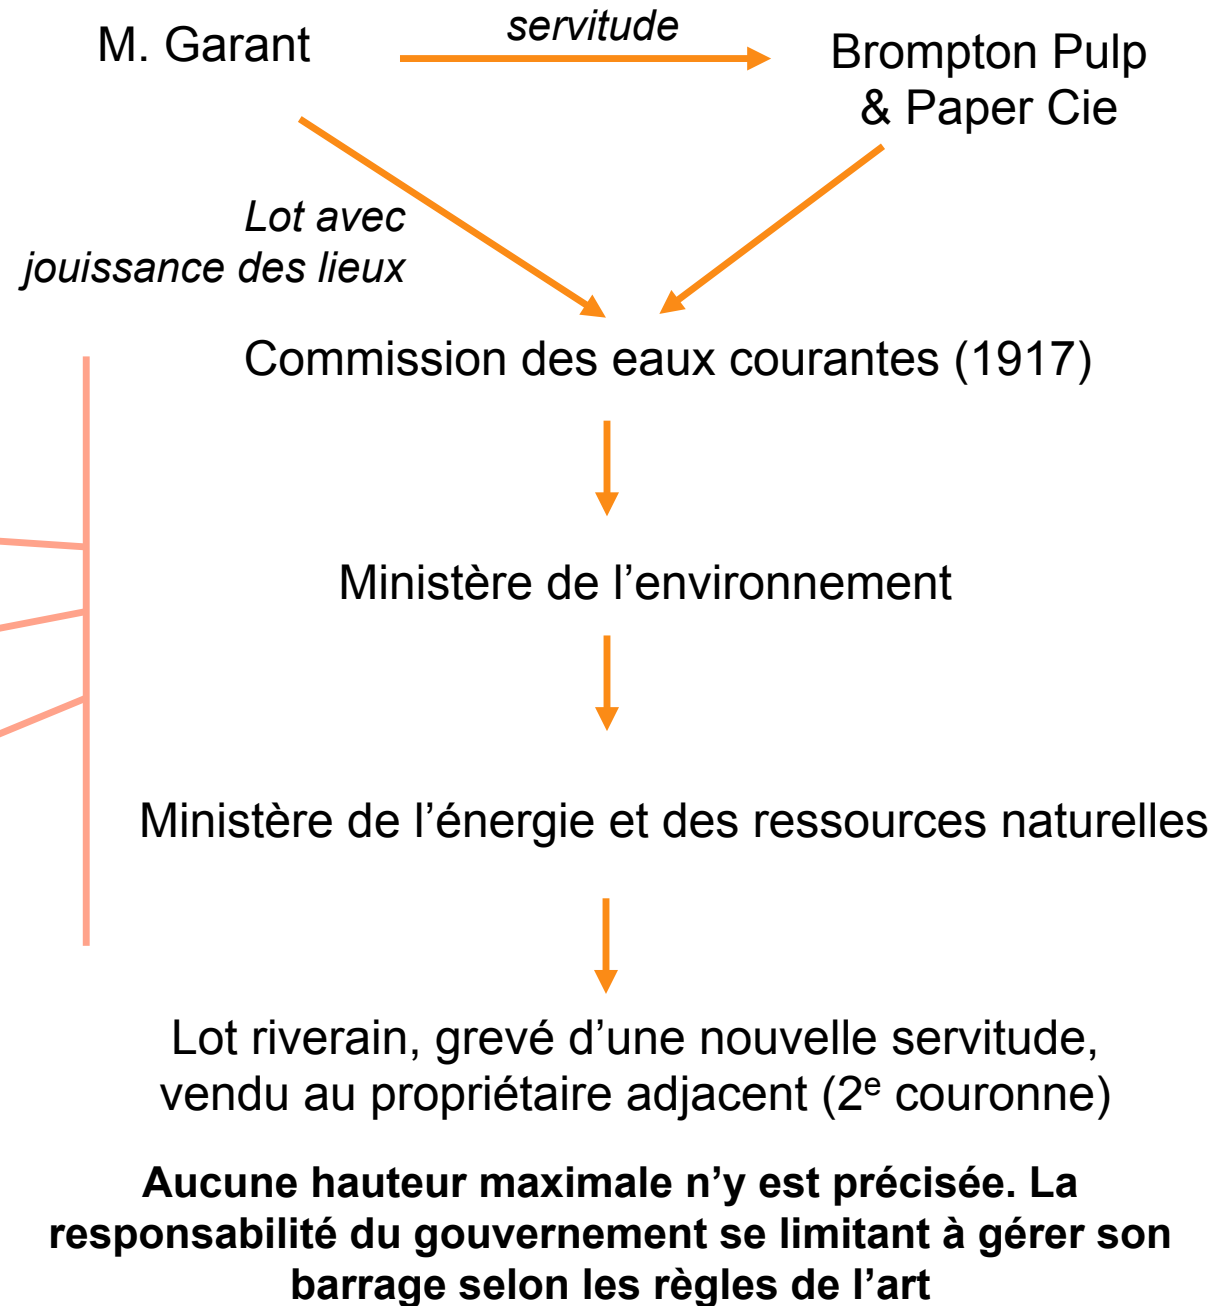 M. Garant
servitude
Brompton Pulp
& Paper Cie
Lot avec
jouissance des lieux
Commission des eaux courantes (1917)
Ministère de l’environnement
Ministère de l’énergie et des ressources naturelles
Lot riverain, grevé d’une nouvelle servitude,
vendu au propriétaire adjacent (2e couronne)
Aucune hauteur maximale n’y est précisée. La
responsabilité du gouvernement se limitant à gérer son
barrage selon les règles de l’art